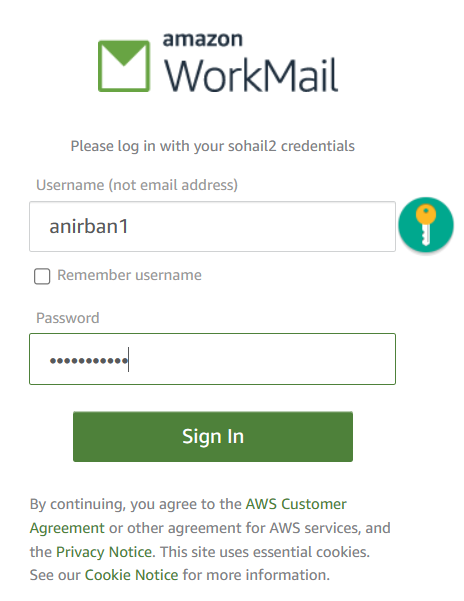 amazon
WorkMail
Please log in with your sohail2 credentials
Username (not email address)
anirban1
Remember username
Password
•••••••••••
Sign In
By continuing, you agree to the AWS Customer
Agreement or other agreement for AWS services, and
the Privacy Notice. This site uses essential cookies.
See our Cookie Notice for more information.